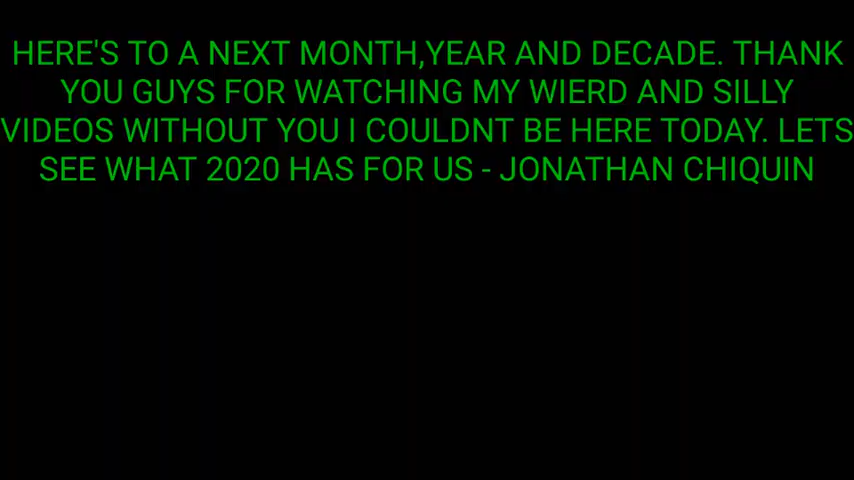 HERE'S TO A NEXT MONTH,YEAR AND DECADE. THANK
YOU GUYS FOR WATCHING MY WIERD AND SILLY
VIDEOS WITHOUT YOU I COULDNT BE HERE TODAY. LETS
SEE WHAT 2020 HAS FOR US - JONATHAN CHIQUIN